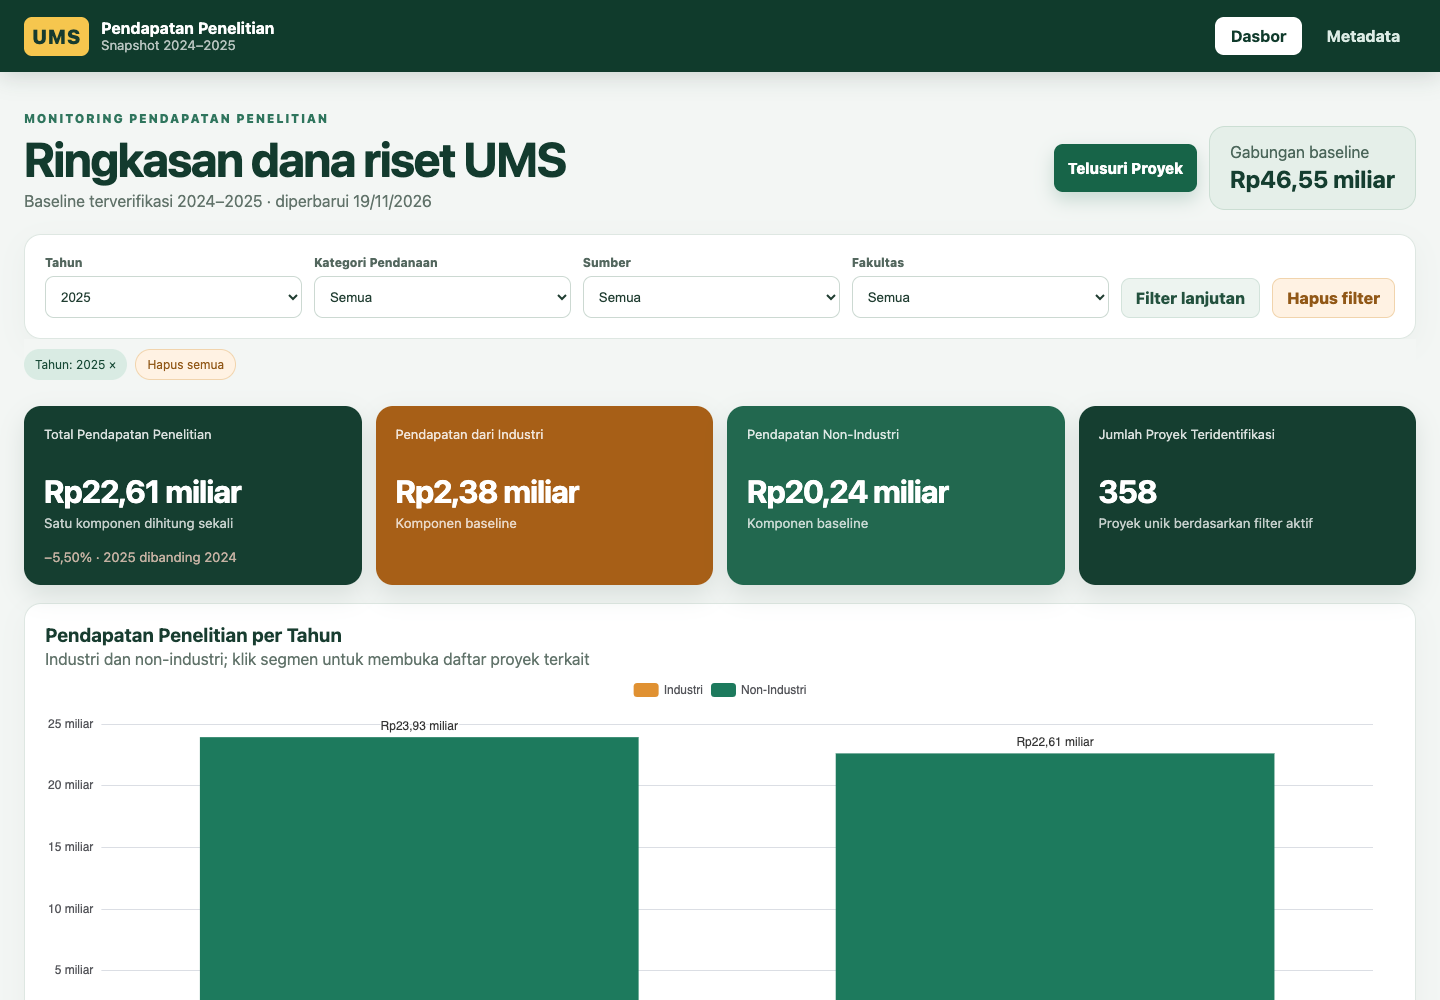 UMS
Pendapatan Penelitian
Snapshot 2024–2025
Dasbor
Metadata
MONITORING PENDAPATAN PENELITIAN
Ringkasan dana riset UMS
Baseline terverifikasi 2024–2025 · diperbarui 19/11/2026
Telusuri Proyek
Gabungan baseline
Rp46,55 miliar
Tahun
Kategori Pendanaan
Sumber
Fakultas
2025
Semua
Semua
Semua
Filter lanjutan
Hapus filter
Tahun: 2025 ×
Hapus semua
Total Pendapatan Penelitian
Rp22,61 miliar
Satu komponen dihitung sekali
−5,50% · 2025 dibanding 2024
Pendapatan dari Industri
Rp2,38 miliar
Komponen baseline
Pendapatan Non-Industri
Rp20,24 miliar
Komponen baseline
Jumlah Proyek Teridentifikasi
358
Proyek unik berdasarkan filter aktif
Pendapatan Penelitian per Tahun
Industri dan non-industri; klik segmen untuk membuka daftar proyek terkait
Industri
Non-Industri
25 miliar
Rp23,93 miliar
Rp22,61 miliar
20 miliar
15 miliar
10 miliar
5 miliar